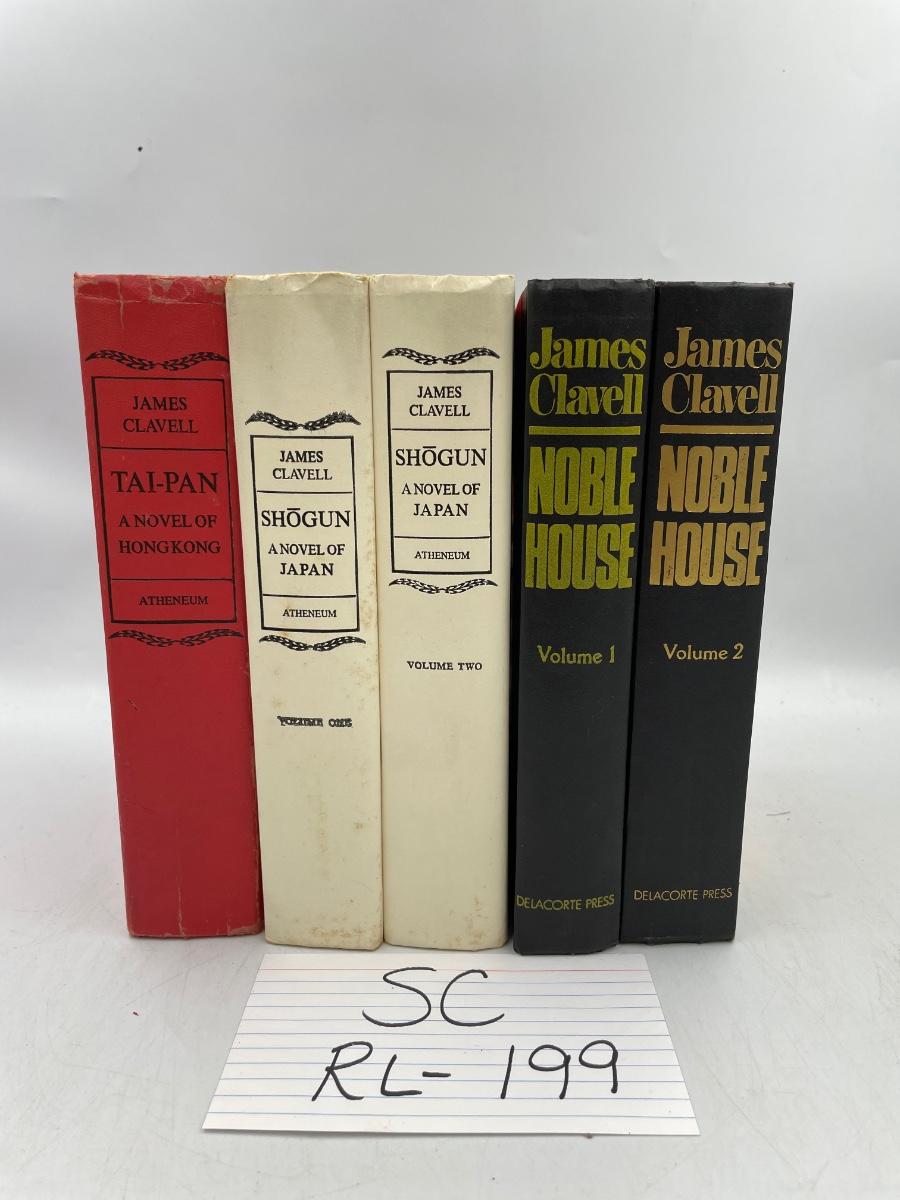 JAMES
CLAVELL
TAI-PAN
A NOVEL OF
HONGKONG
ATHENEUM
JAMES
CLAVELL
SHŌGUN
A NOVEL OF
JAPAN
ATHENEUM
VOLUME ONE
JAMES
CLAVELL
SHŌGUN
A NOVEL OF
JAPAN
ATHENEUM
VOLUME TWO
James
Clavell
NOBLE
HOUSE
Volume 1
DELACORTE PRESS
James
Clavell
NOBLE
HOUSE
Volume 2
DELACORTE PRESS
SC
RL-199